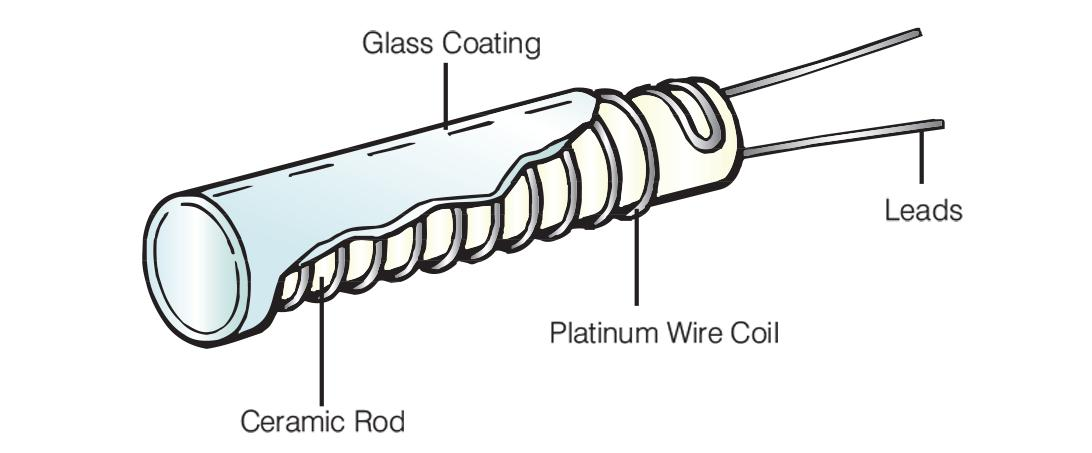 Glass Coating
Leads
Platinum Wire Coil
Ceramic Rod